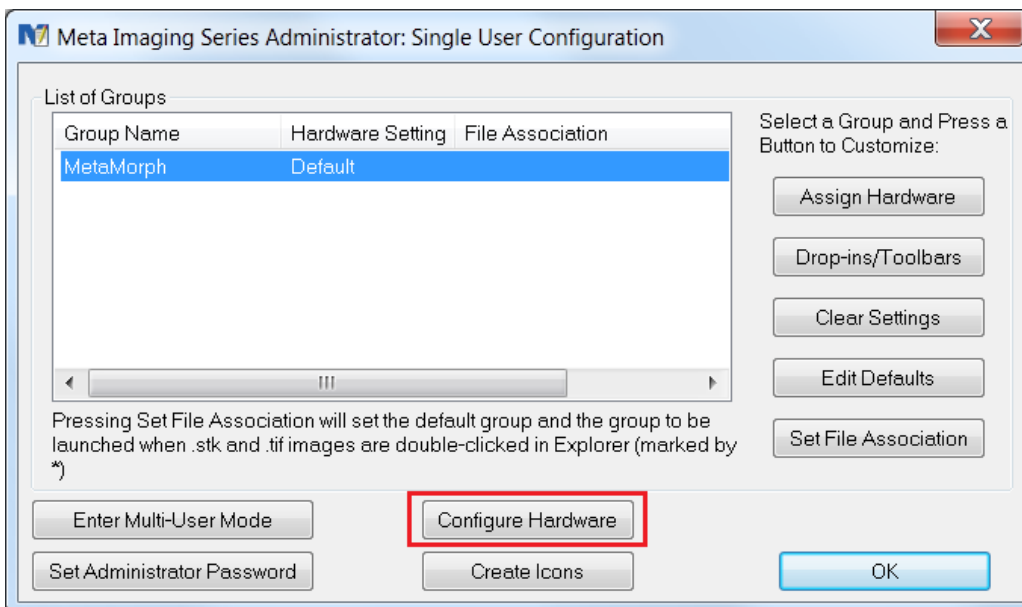 Meta Imaging Series Administrator: Single User Configuration
List of Groups
Group Name Hardware Setting File Association
MetaMorph Default
Select a Group and Press a
Button to Customize:
Assign Hardware
Drop-ins/Toolbars
Clear Settings
Edit Defaults
Set File Association
Pressing Set File Association will set the default group and the group to be
launched when .stk and .tif images are double-clicked in Explorer (marked by
*)
Enter Multi-User Mode
Configure Hardware
Set Administrator Password
Create Icons
OK